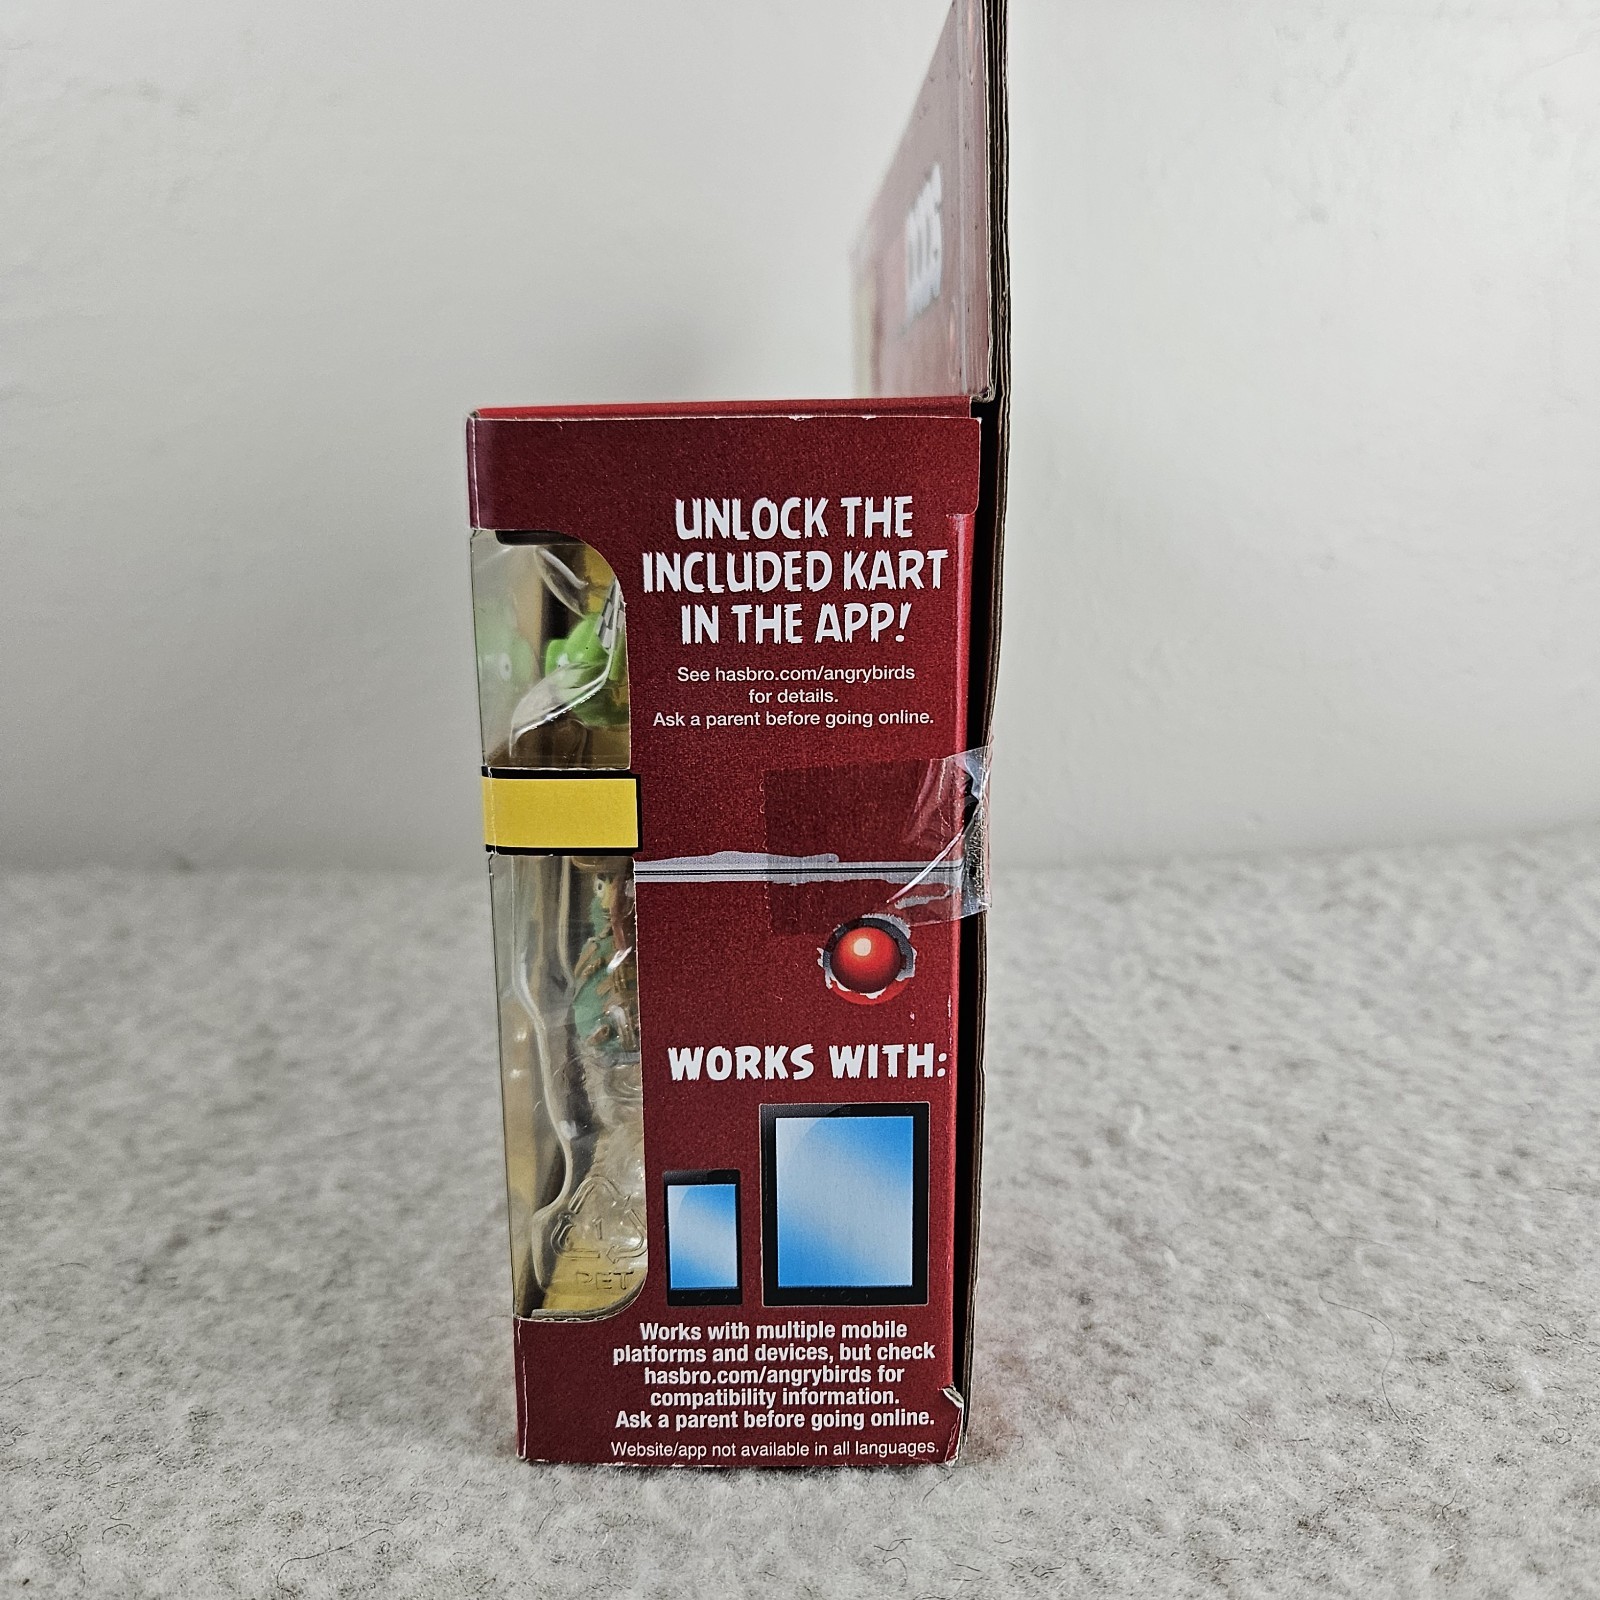 UNLOCK THE
INCLUDED KART
IN THE APP!
See hasbro.com/angrybirds
for details.
Ask a parent before going online.
WORKS WITH:
1
PET
Works with multiple mobile
platforms and devices, but check
hasbro.com/angrybirds for
compatibility information.
Ask a parent before going online.
Website/app not available in all languages.